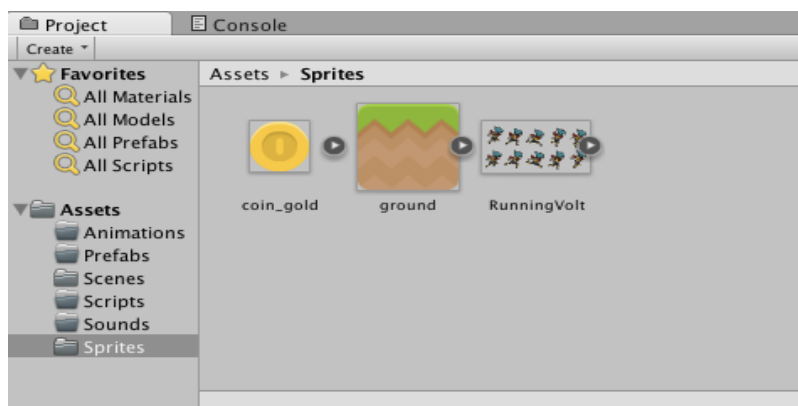 Project
Console
Create
Favorites
All Materials
All Models
All Prefabs
All Scripts
Assets
Animations
Prefabs
Scenes
Scripts
Sounds
Sprites
Assets ▸ Sprites
coin_gold
ground
RunningVolt